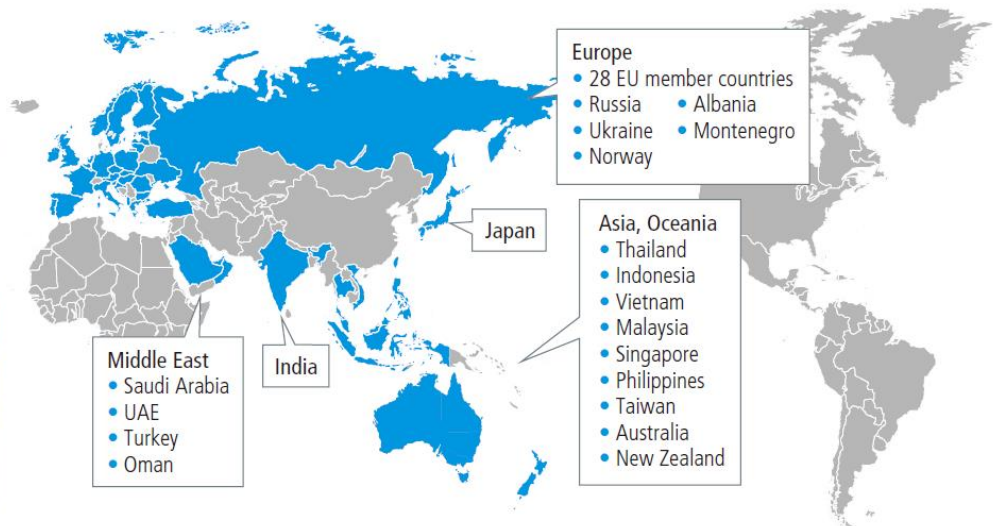 Europe
• 28 EU member countries
• Russia • Albania
• Ukraine • Montenegro
• Norway
Japan
Asia, Oceania
• Thailand
• Indonesia
• Vietnam
• Malaysia
• Singapore
• Philippines
• Taiwan
• Australia
• New Zealand
India
Middle East
• Saudi Arabia
• UAE
• Turkey
• Oman